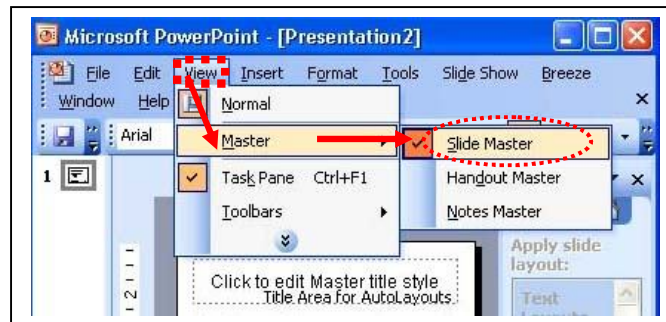 Microsoft PowerPoint - [Presentation2]
File Edit View Insert Format Tools Slide Show Breeze
Window Help
Normal
Arial
Master
Slide Master
1
Task Pane Ctrl+F1
Handout Master
Toolbars
Notes Master
Apply slide
layout:
Click to edit Master title style
Title Area for AutoLayouts
Text
2
1